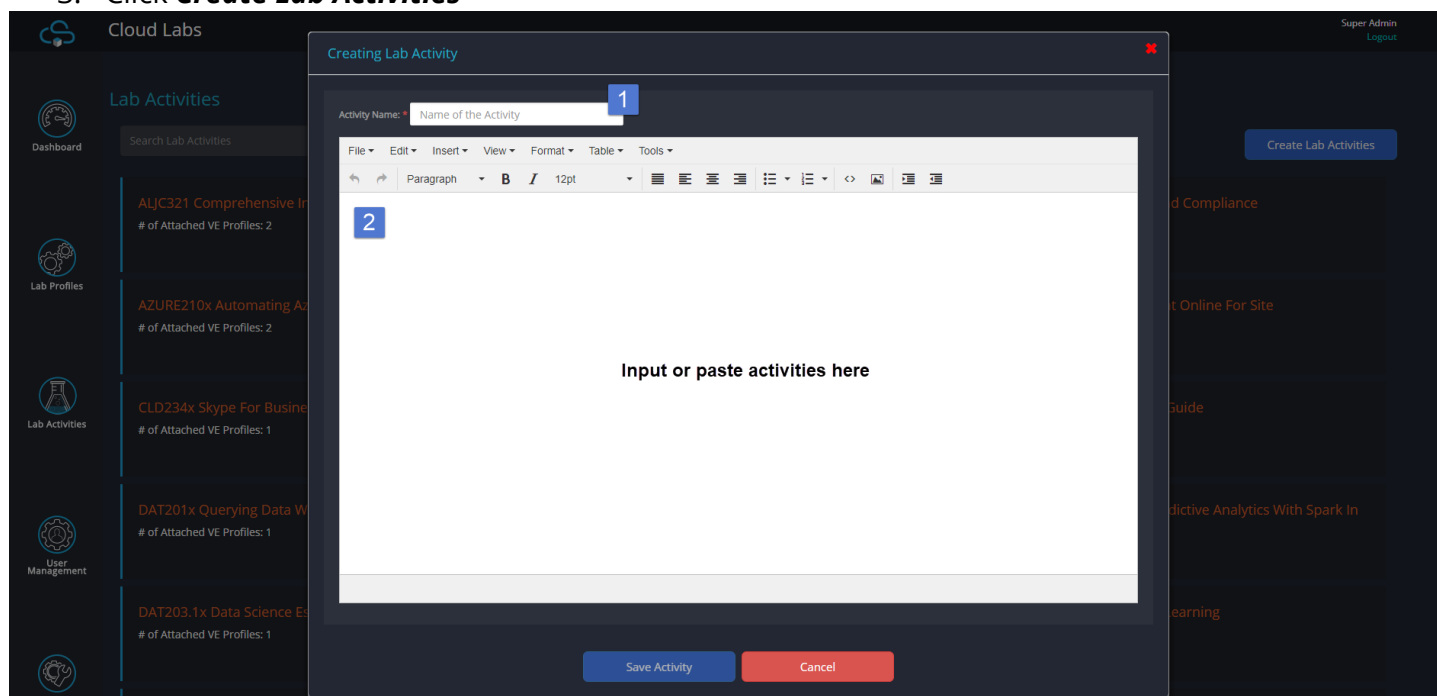 Click Create Lab Activities
Cloud Labs
Super Admin
Logout
Creating Lab Activity
Lab Activities
Activity Name: *
Name of the Activity
1
Dashboard
Search Lab Activities
Create Lab Activities
File Edit Insert View Format Table Tools
Paragraph B I 12pt
2
ALJC321 Comprehensive
# of Attached VE Profiles: 2
d Compliance
Lab Profiles
AZURE210x Automating Az
# of Attached VE Profiles: 2
t Online For Site
Input or paste activities here
Lab Activities
CLD234x Skype For Busine
# of Attached VE Profiles: 1
Guide
User
Management
DAT201x Querying Data W
# of Attached VE Profiles: 1
dictive Analytics With Spark In
DAT203.1x Data Science Es
# of Attached VE Profiles: 1
earning
Save Activity
Cancel